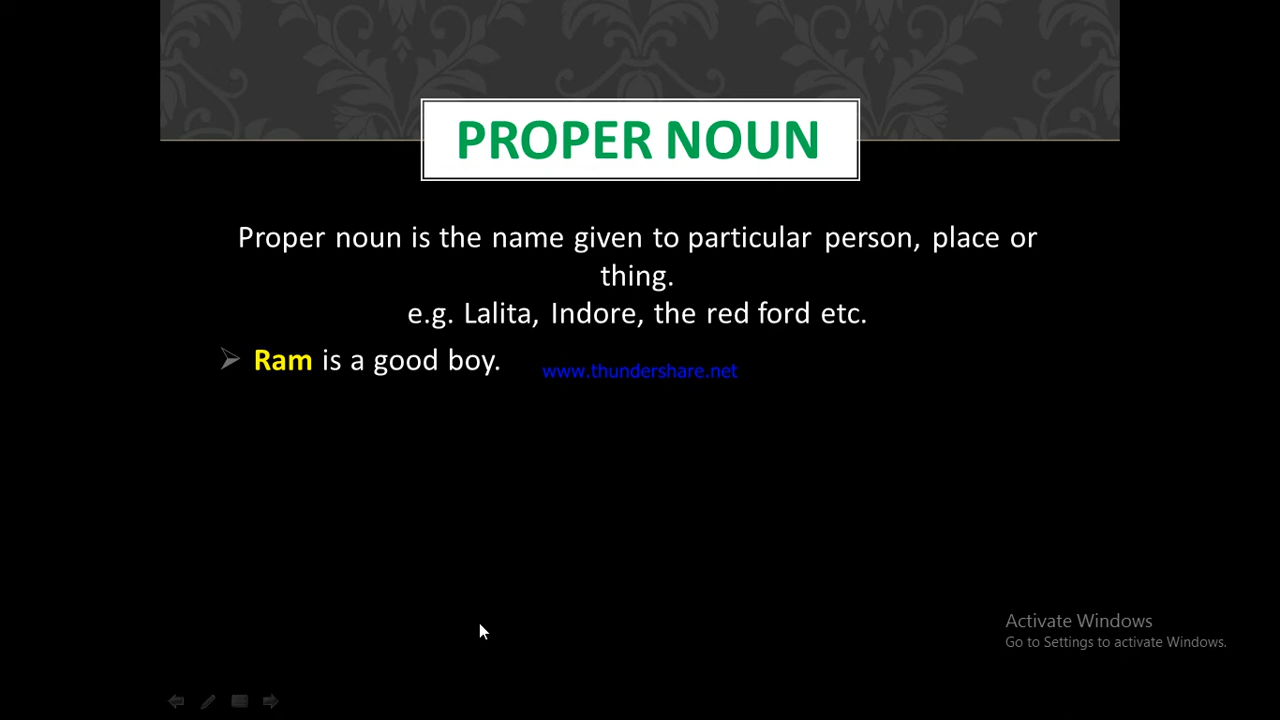 PROPER NOUN
Proper noun is the name given to particular person, place or
thing.
e.g. Lalita, Indore, the red ford etc.
Ram is a good boy.
www.thundershare.net
Activate Windows
Go to Settings to activate Windows.